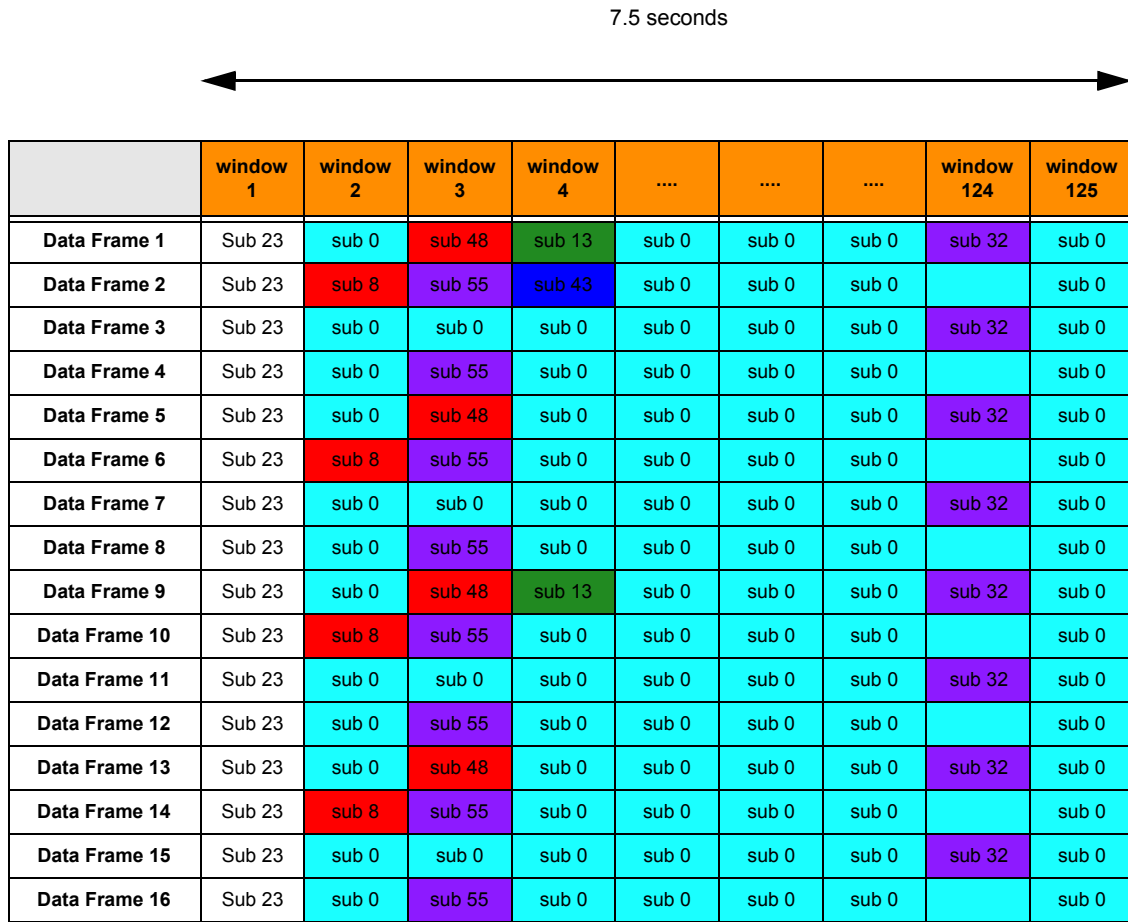 7.5 seconds
window 1 window 2 window 3 window 4 .... .... .... window 124 window 125
Data Frame 1 Sub 23 sub 0 sub 48 sub 13 sub 0 sub 0 sub 0 sub 32 sub 0
Data Frame 2 Sub 23 sub 8 sub 55 sub 43 sub 0 sub 0 sub 0 sub 0
Data Frame 3 Sub 23 sub 0 sub 0 sub 0 sub 0 sub 0 sub 0 sub 32 sub 0
Data Frame 4 Sub 23 sub 0 sub 55 sub 0 sub 0 sub 0 sub 0 sub 0
Data Frame 5 Sub 23 sub 0 sub 48 sub 0 sub 0 sub 0 sub 0 sub 32 sub 0
Data Frame 6 Sub 23 sub 8 sub 55 sub 0 sub 0 sub 0 sub 0 sub 0
Data Frame 7 Sub 23 sub 0 sub 0 sub 0 sub 0 sub 0 sub 0 sub 32 sub 0
Data Frame 8 Sub 23 sub 0 sub 55 sub 0 sub 0 sub 0 sub 0 sub 0
Data Frame 9 Sub 23 sub 0 sub 48 sub 13 sub 0 sub 0 sub 0 sub 32 sub 0
Data Frame 10 Sub 23 sub 8 sub 55 sub 0 sub 0 sub 0 sub 0 sub 0
Data Frame 11 Sub 23 sub 0 sub 0 sub 0 sub 0 sub 0 sub 0 sub 32 sub 0
Data Frame 12 Sub 23 sub 0 sub 55 sub 0 sub 0 sub 0 sub 0 sub 0
Data Frame 13 Sub 23 sub 0 sub 48 sub 0 sub 0 sub 0 sub 0 sub 32 sub 0
Data Frame 14 Sub 23 sub 8 sub 55 sub 0 sub 0 sub 0 sub 0 sub 0
Data Frame 15 Sub 23 sub 0 sub 0 sub 0 sub 0 sub 0 sub 0 sub 32 sub 0
Data Frame 16 Sub 23 sub 0 sub 55 sub 0 sub 0 sub 0 sub 0 sub 0